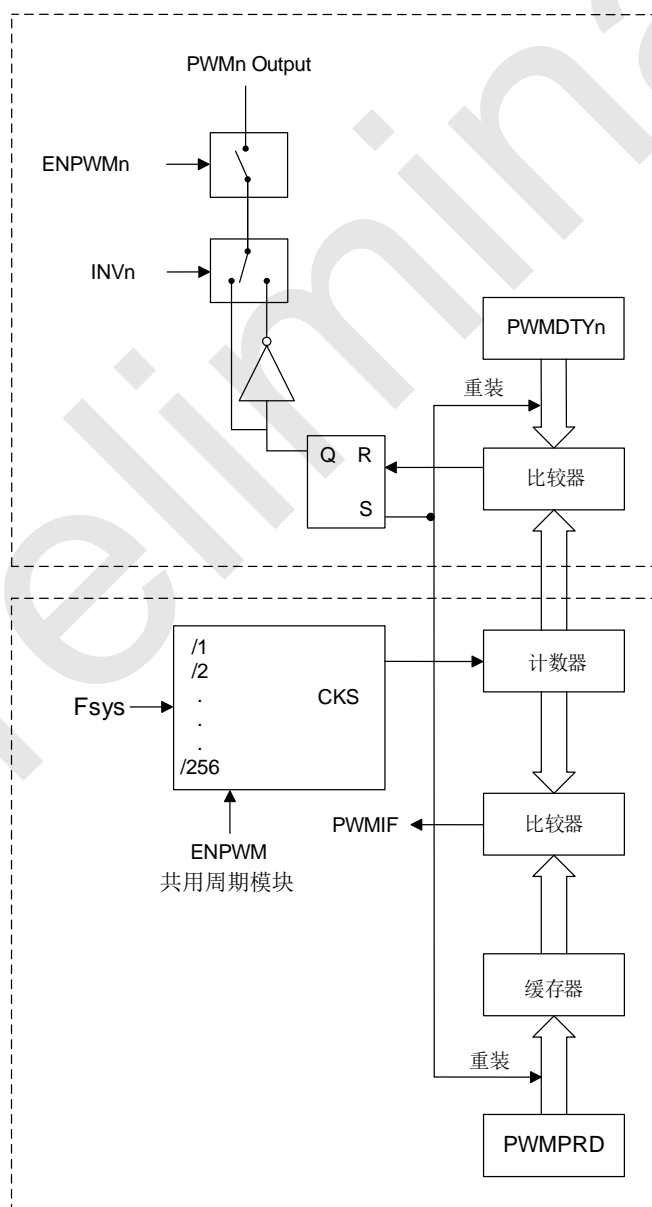 PWMn Output
ENPWMn
INVn
PWMDTYn
重装
Q R
S
比较器
/1
/2
.
.
.
/256
Fsys
CKS
计数器
PWMIF
比较器
ENPWM
共用周期模块
缓存器
重装
PWMPRD
elimina